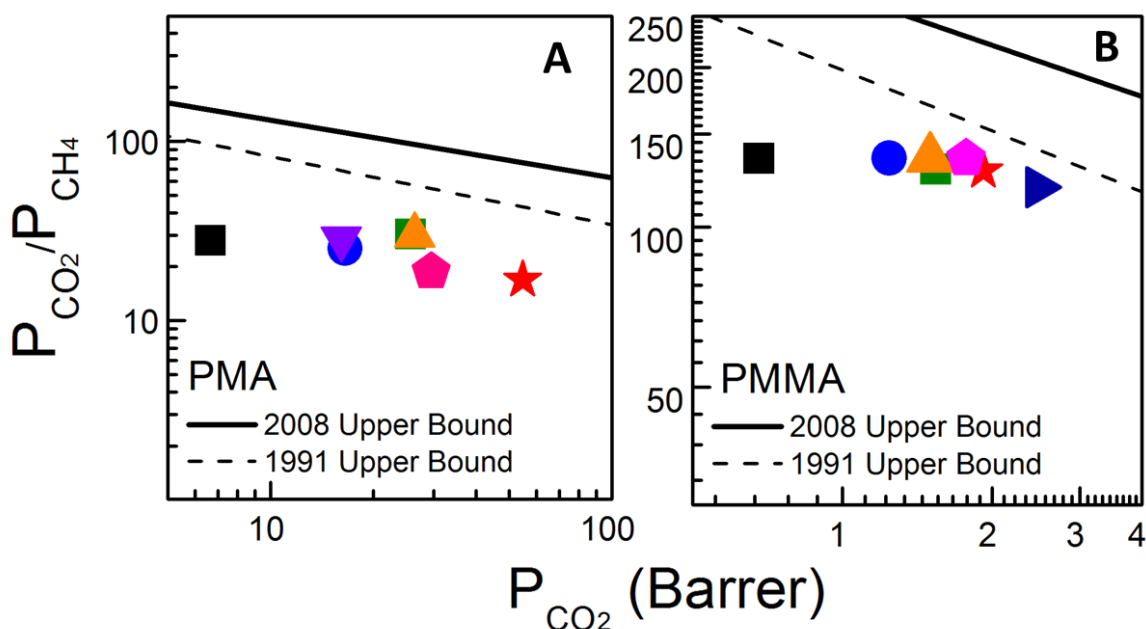 P_CO2/P_CH4
A
100
10
PMA
2008 Upper Bound
1991 Upper Bound
10
100
B
250
200
150
100
50
PMMA
2008 Upper Bound
1991 Upper Bound
1
2
3
4
P_CO2 (Barrer)